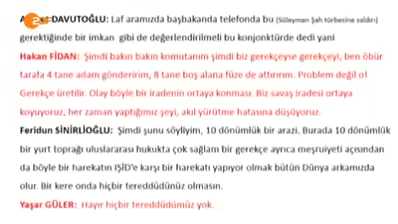 A DAVUTOĞLU: Laf aramızda başbakanda telefonda bu (Süleyman Şah türbesine saldırı)
gerektiğinde bir imkan gibi de değerlendirilmeli bu konjonktürde dedi yani
Hakan FİDAN: Şimdi bakın bakın komutanım şimdi biz gerekçeyse gerekçeyi, ben öbür
tarafa 4 tane adam gönderirim, 8 tane boş alana füze de attırırım. Problem değil o!
Gerekçe üretilir. Olay böyle bir iradenin ortaya konması. Biz savaş iradesi ortaya
koyuyoruz, her zaman yaptığımız şeyi, akıl yürütme hatasına düşüyoruz.
Feridun SİNİRLİOĞLU: Şimdi şunu söyliyim, 10 dönümlük bir arazi. Burada 10 dönümlük
bir yurt toprağı uluslararası hukukta çok sağlam bir gerekçe ayrıca meşruiyeti açısından
da böyle bir harekatın IŞİD'e karşı bir harekatı yapıyor olmak bütün Dünya arkamızda
olur. Bir kere onda hiçbir tereddüdünüz olmasın.
Yaşar GÜLER: Hayır hiçbir tereddüdümüz yok.